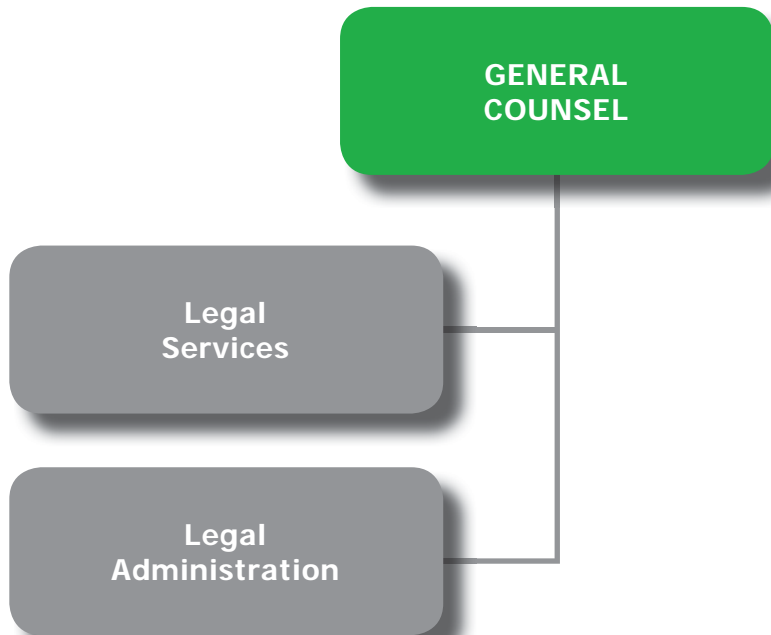 GENERAL
COUNSEL
Legal
Services
Legal
Administration